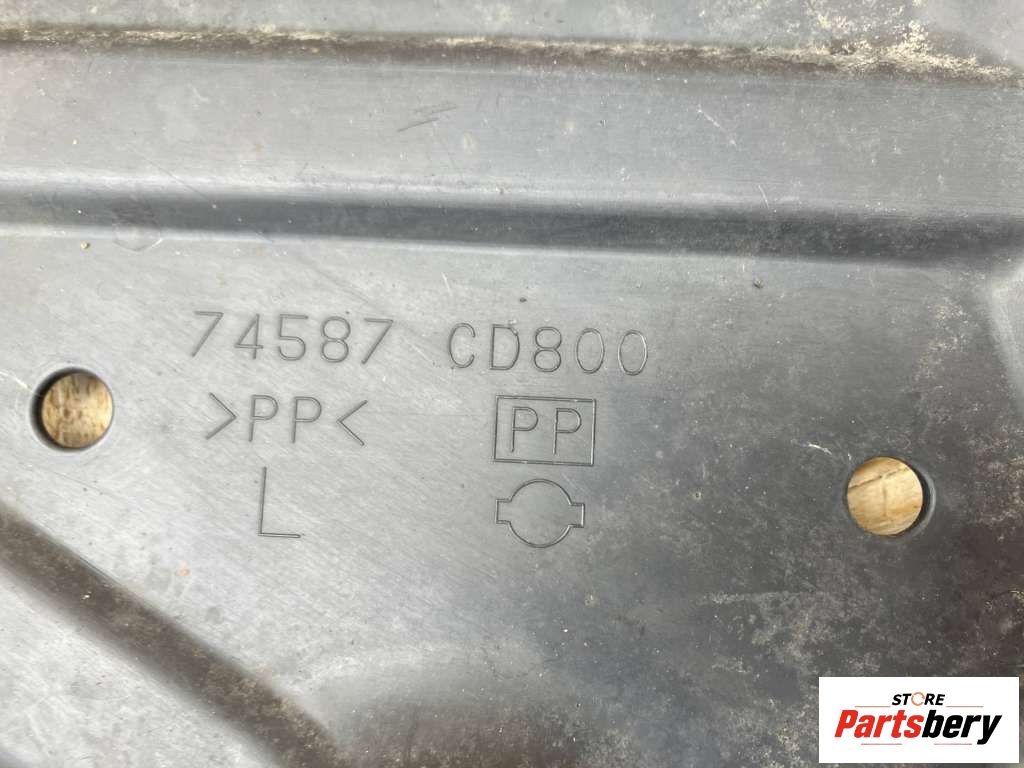 74587 CD800
>PP< PP
L
STORE
Partsbery